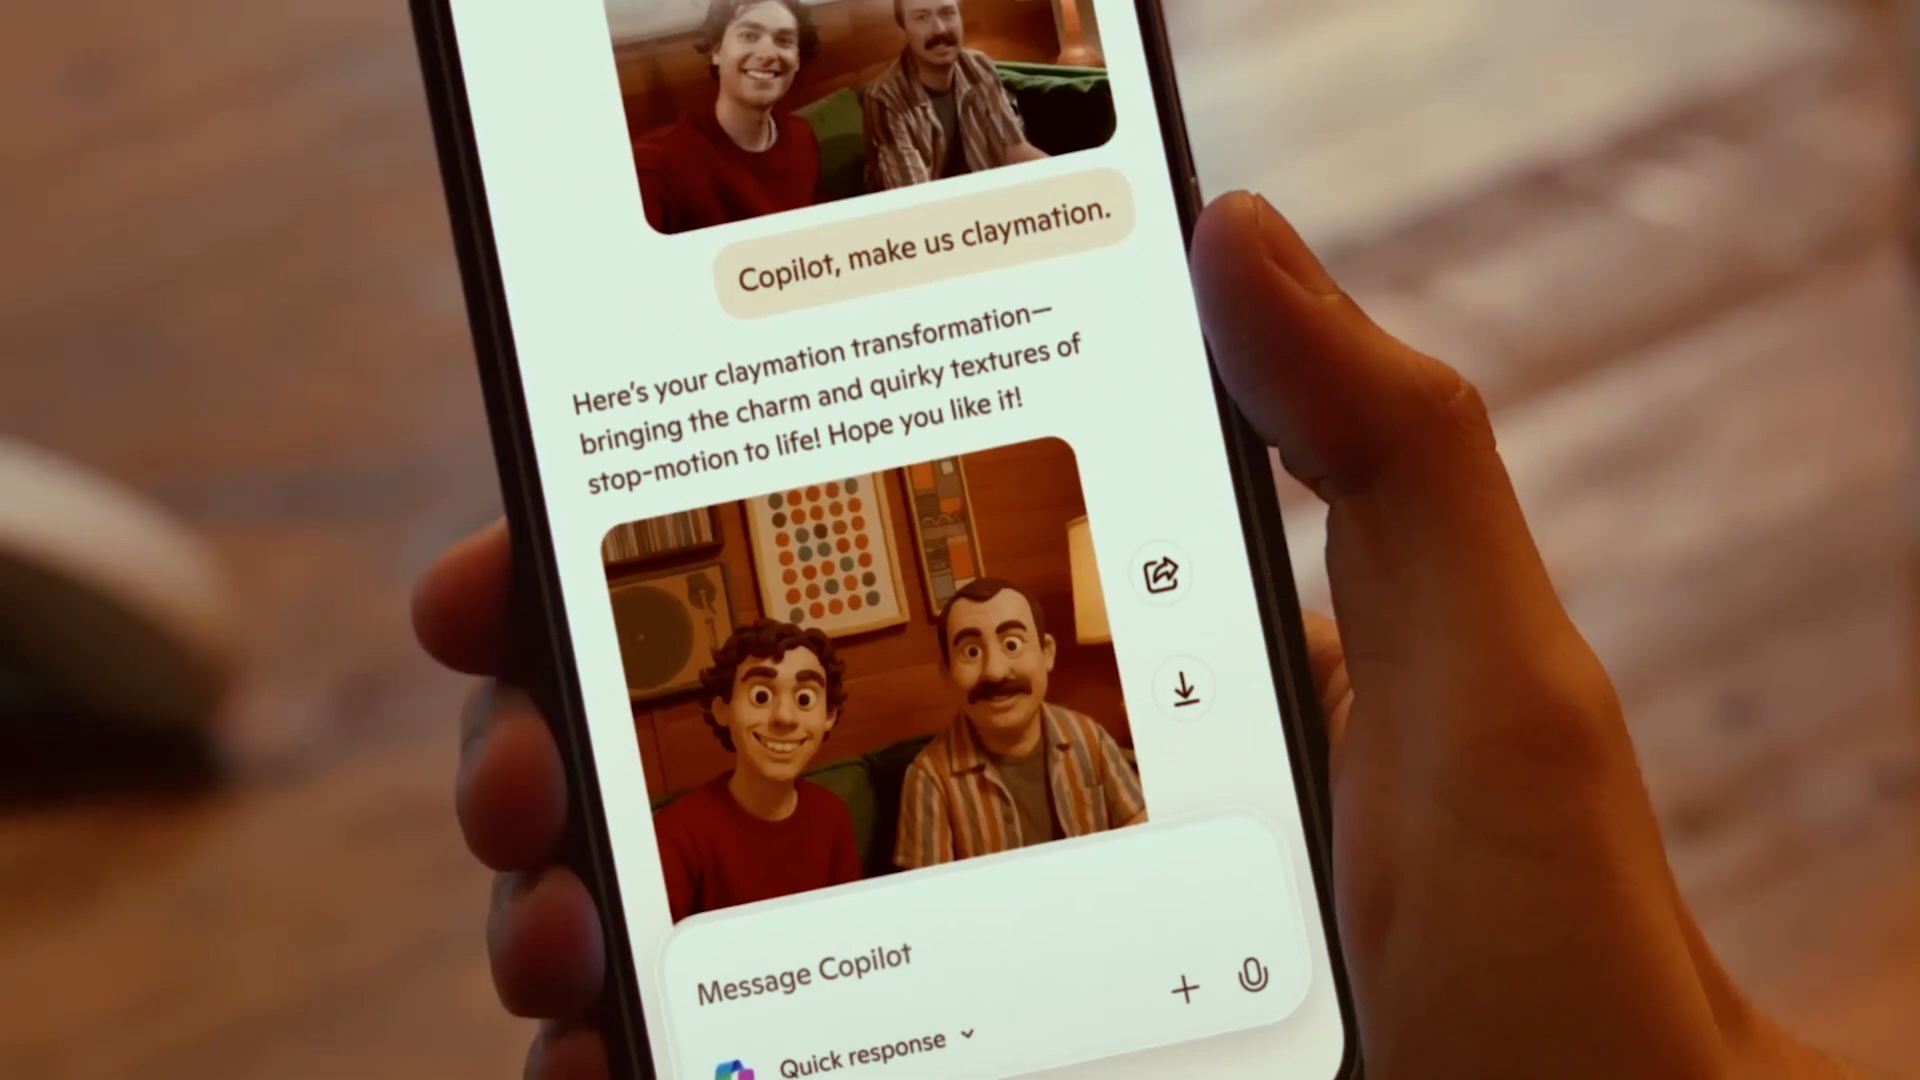 Copilot, make us claymation.
Here's your claymation transformation—
bringing the charm and quirky textures of
stop-motion to life! Hope you like it!
Message Copilot
Quick response